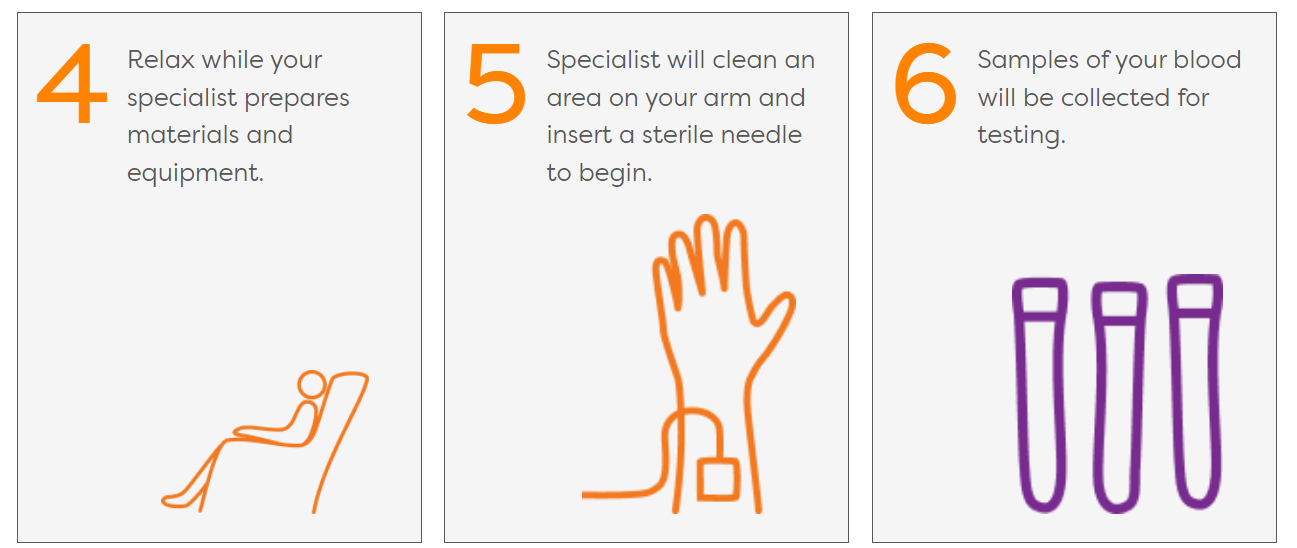 4
Relax while your
specialist prepares
materials and
equipment.
5
Specialist will clean an
area on your arm and
insert a sterile needle
to begin.
6
Samples of your blood
will be collected for
testing.